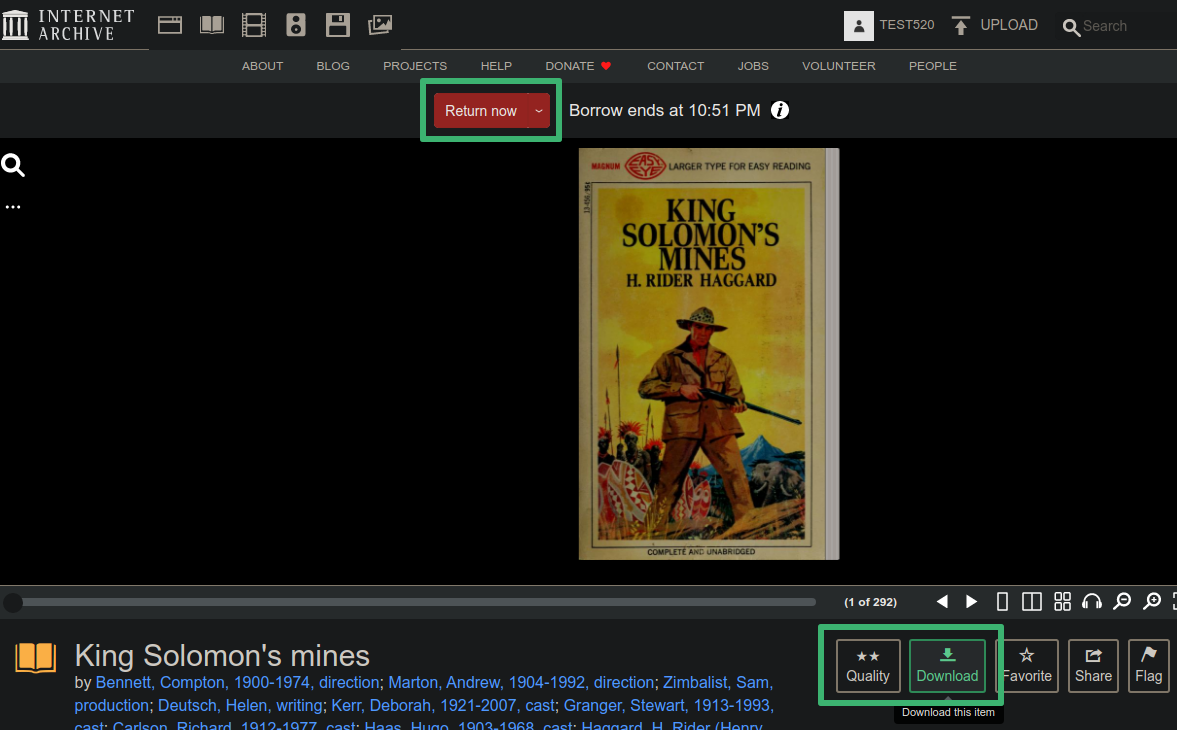 INTERNET
ARCHIVE
TEST520
UPLOAD
Search
ABOUT BLOG PROJECTS HELP DONATE CONTACT JOBS VOLUNTEER PEOPLE
Return now
Borrow ends at 10:51 PM
MAGNUM EASY EYE LARGER TYPE FOR EASY READING
KING
SOLOMON'S
MINES
H. RIDER HAGGARD
COMPLETE AND UNABRIDGED
(1 of 292)
King Solomon's mines
by Bennett, Compton, 1900-1974, direction; Marton, Andrew, 1904-1992, direction; Zimbalist, Sam,
production; Deutsch, Helen, writing; Kerr, Deborah, 1921-2007, cast; Granger, Stewart, 1913-1993,
cast; Carlson, Richard, 1912-1977, cast; Haas, Hugo, 1903-1968, cast; Haggard, H. Rider (Henry
Quality
Download
Favorite
Share
Flag
Download this item